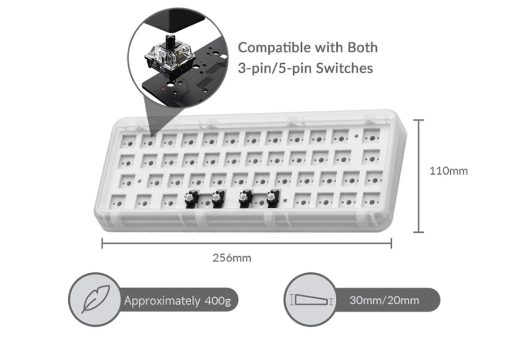 Compatible with Both
3-pin/5-pin Switches
110mm
256mm
Approximately 400g
30mm/20mm